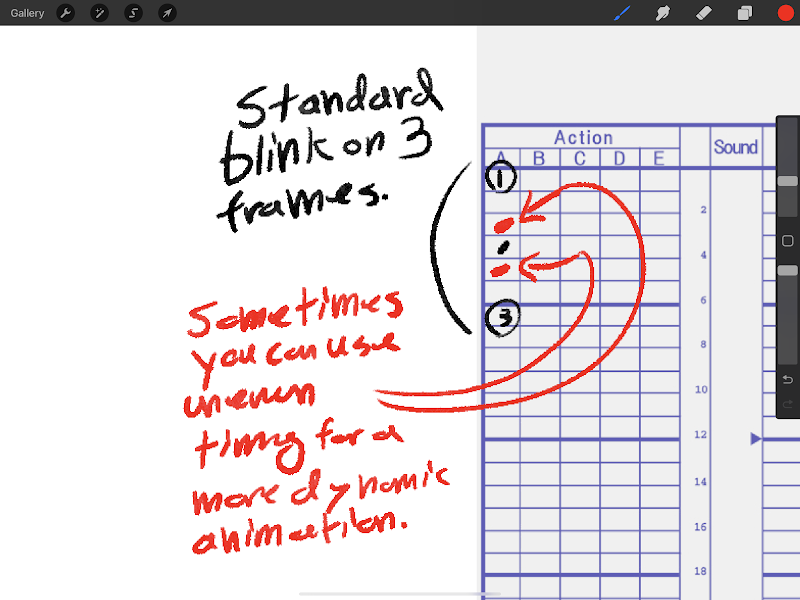 Gallery
Standard
blink on 3
frames.
Sometimes
you can use
uneven
timing for a
more dynamic
animation.
Action
A B C D E
Sound
1
2
4
3
6
8
10
12
14
16
18